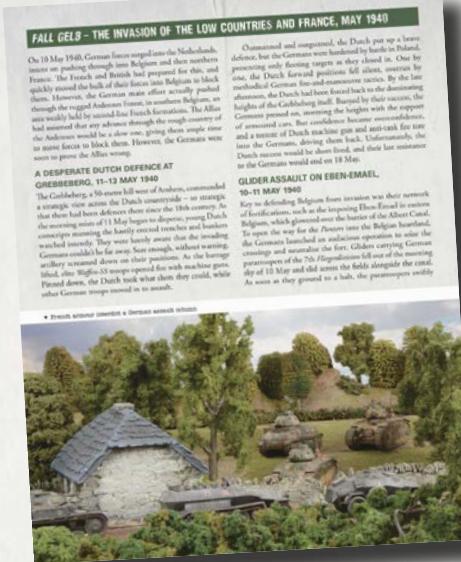 FALL GELB – THE INVASION OF THE LOW COUNTRIES AND FRANCE, MAY 1940
On 10 May 1940, German forces surged into the Netherlands,
intent on pushing through into Belgium and then northern
France. The French and British had prepared for this, and
quickly moved the bulk of their forces into Belgium to block
them. However, the German main effort actually pushed
through the rugged Ardennes Forest, in southern Belgium, an
area weakly held by second-line French formations. The Allies
had assumed that any advance through the rough country of
the Ardennes would be a slow one, giving them ample time
to move forces to block them. However, the Germans were
soon to prove the Allies wrong.
A DESPERATE DUTCH DEFENCE AT
GREBBEBERG, 11–13 MAY 1940
The Grebbeberg, a 50-metre hill west of Arnhem, commanded
a strategic view across the Dutch countryside – so strategic
that there had been defences there since the 18th century. As
the morning mists of 11 May began to disperse, young Dutch
conscripts manning the hastily erected trenches and bunkers
watched intently. They were keenly aware that the invading
Germans couldn't be far away. Sure enough, without warning,
artillery screamed down on their positions. As the barrage
lifted, elite Waffen-SS troops opened fire with machine guns.
Pinned down, the Dutch took what shots they could, while
other German troops moved in to assault.
Outmanned and outgunned, the Dutch put up a brave
defence, but the Germans were hardened by battle in Poland,
presenting only fleeting targets as they closed in. One by
one, the Dutch forward positions fell silent, overrun by
methodical German fire-and-manoeuvre tactics. By the late
afternoon, the Dutch had been forced back to the dominating
heights of the Grebbeberg itself. Buoyed by their success, the
Germans pressed on, storming the heights with the support
of armoured cars. But confidence became overconfidence,
and a torrent of Dutch machine gun and anti-tank fire tore
into the Germans, driving them back. Unfortunately, the
Dutch success would be short-lived, and their last resistance
to the Germans would end on 18 May.
GLIDER ASSAULT ON EBEN-EMAEL,
10–11 MAY 1940
Key to defending Belgium from invasion was their network
of fortifications, such as the imposing Eben-Emael in eastern
Belgium, which glowered over the banks of the Albert Canal.
To open the way for the Panzers into the Belgian heartland,
the Germans launched an audacious operation to seize the
crossings and neutralise the fort. Gliders carrying German
paratroopers of the 7th Fliegerdivision fell out of the morning
sky of 10 May and slid across the fields alongside the canal.
As soon as they ground to a halt, the paratroopers swiftly
French armour interdict a German assault column